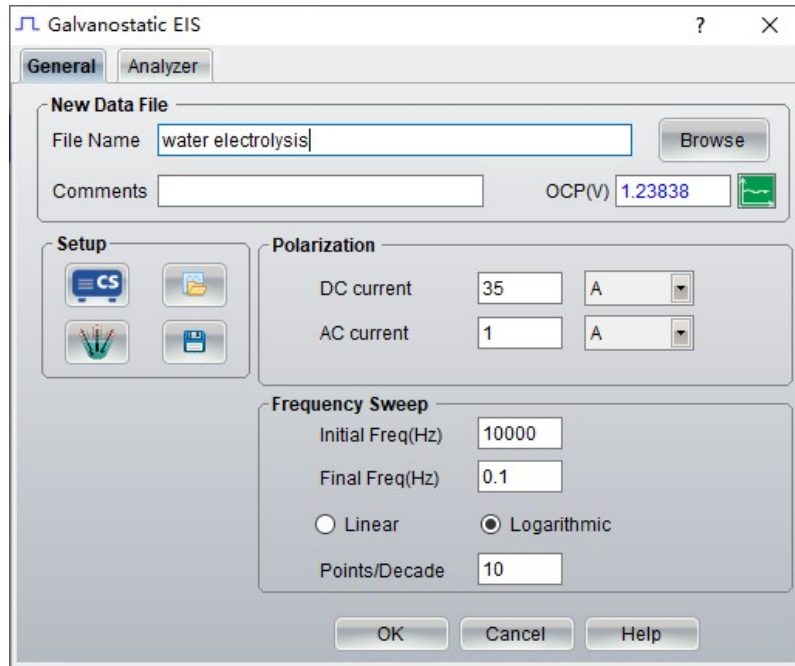 Galvanostatic EIS ? X
General Analyzer
New Data File
File Name water electrolysis Browse
Comments OCP(V) 1.23838
Setup
CS
Polarization
DC current 35 A
AC current 1 A
Frequency Sweep
Initial Freq(Hz) 10000
Final Freq(Hz) 0.1
Linear Logarithmic
Points/Decade 10
OK Cancel Help